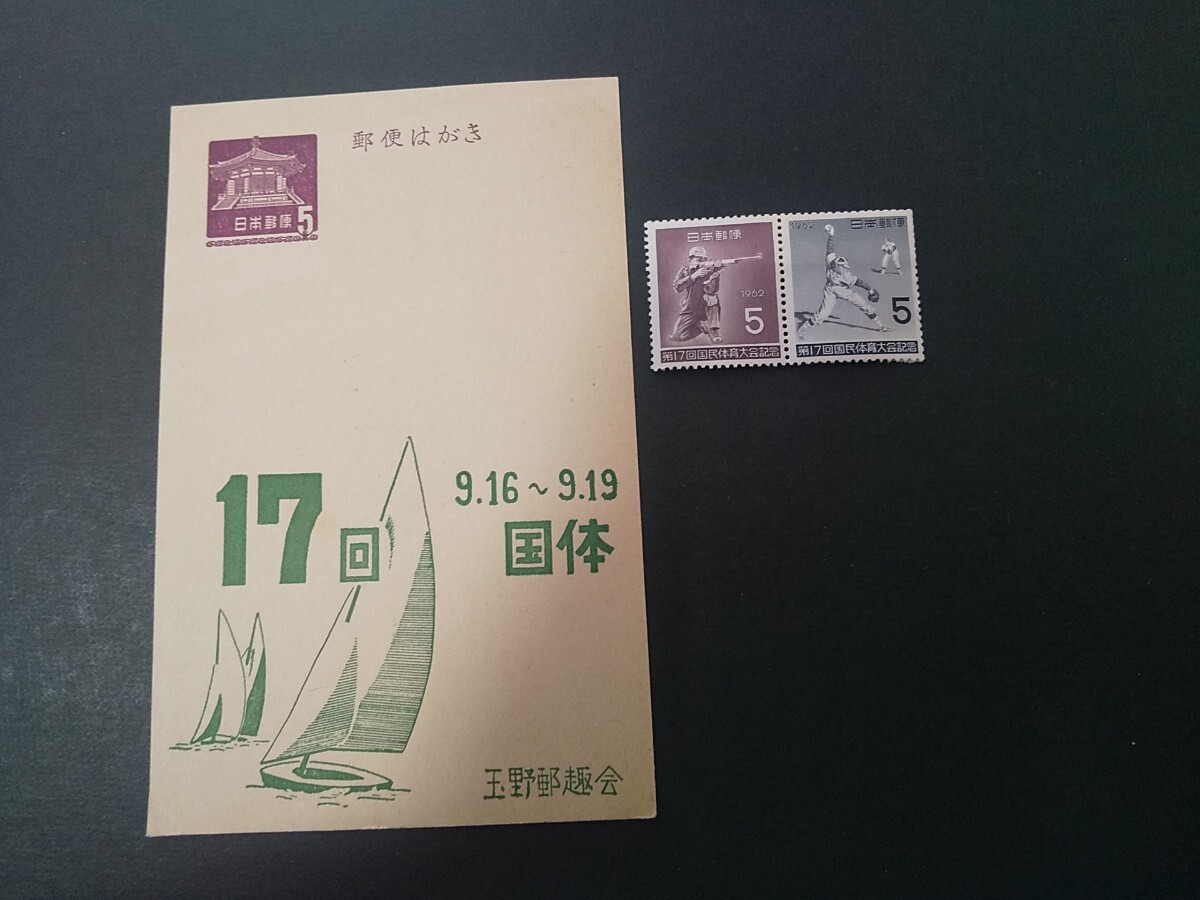 郵便はがき
日本郵便5
17回
9.16～9.19
国体
玉野郵趣会
日本郵便
1962
5
第17回国民体育大会記念
1962 日本郵便
5
第17回国民体育大会記念